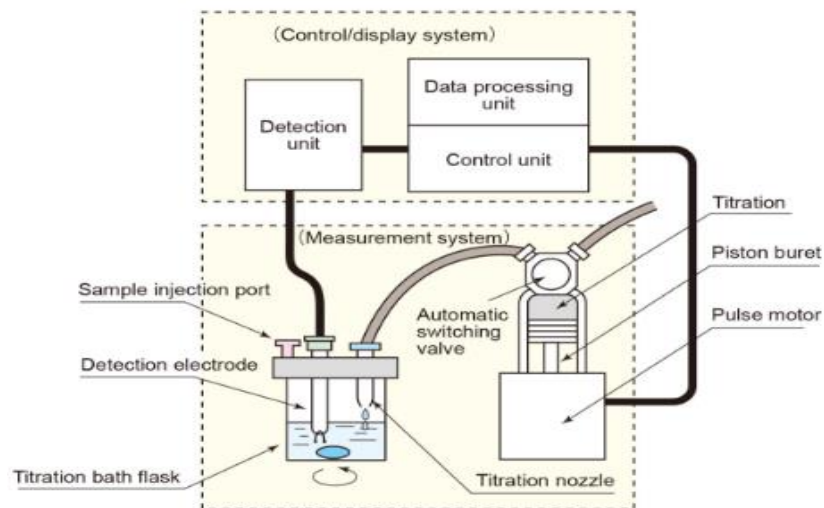 (Control/display system)
Data processing
unit
Detection
unit
Control unit
(Measurement system)
Titration
Piston buret
Sample injection port
Automatic
switching
valve
Pulse motor
Detection electrode
Titration bath flask
Titration nozzle